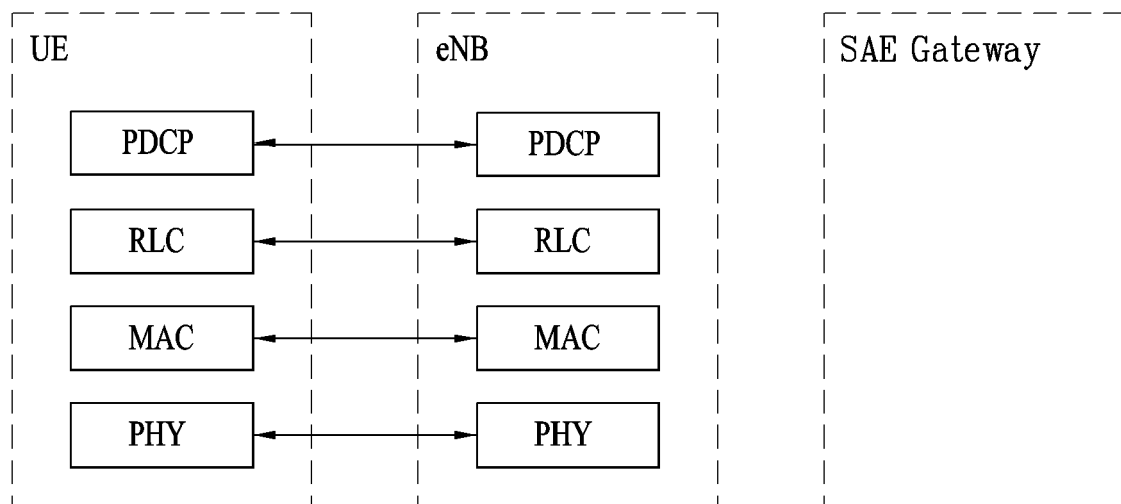 UE
eNB
SAE Gateway
PDCP
PDCP
RLC
RLC
MAC
MAC
PHY
PHY